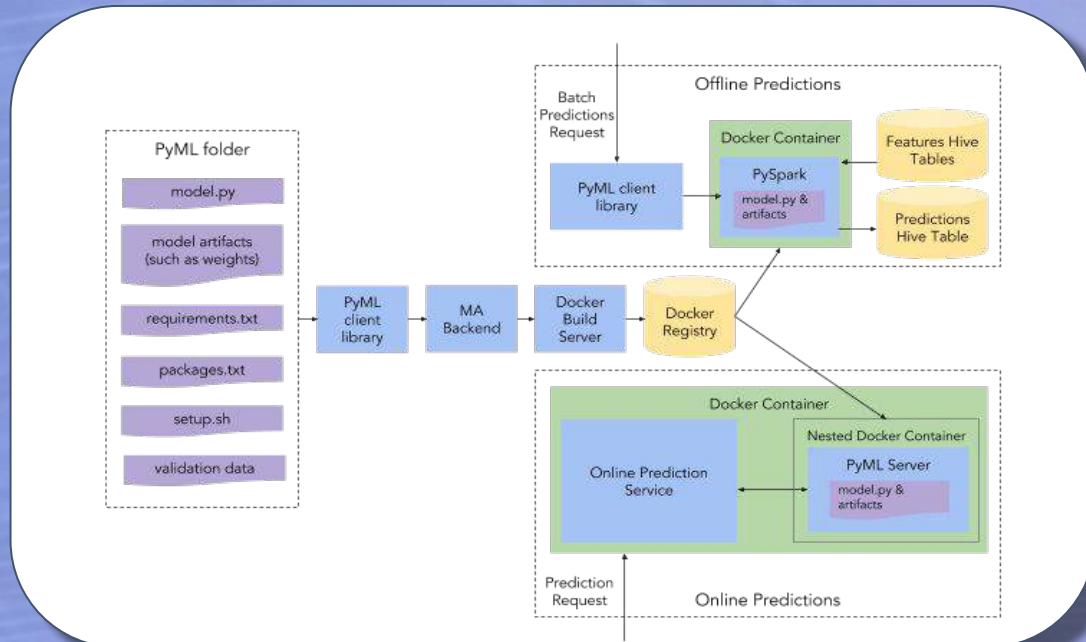 PyML folder
model.py
model artifacts
(such as weights)
requirements.txt
packages.txt
setup.sh
validation data
PyML
client
library
MA
Backend
Docker
Build
Server
Docker
Registry
Offline Predictions
Batch
Predictions
Request
PyML client
library
Docker Container
PySpark
model.py &
artifacts
Features Hive
Tables
Predictions
Hive Table
Docker Container
Online Prediction
Service
Nested Docker Container
PyML Server
model.py &
artifacts
Prediction
Request
Online Predictions